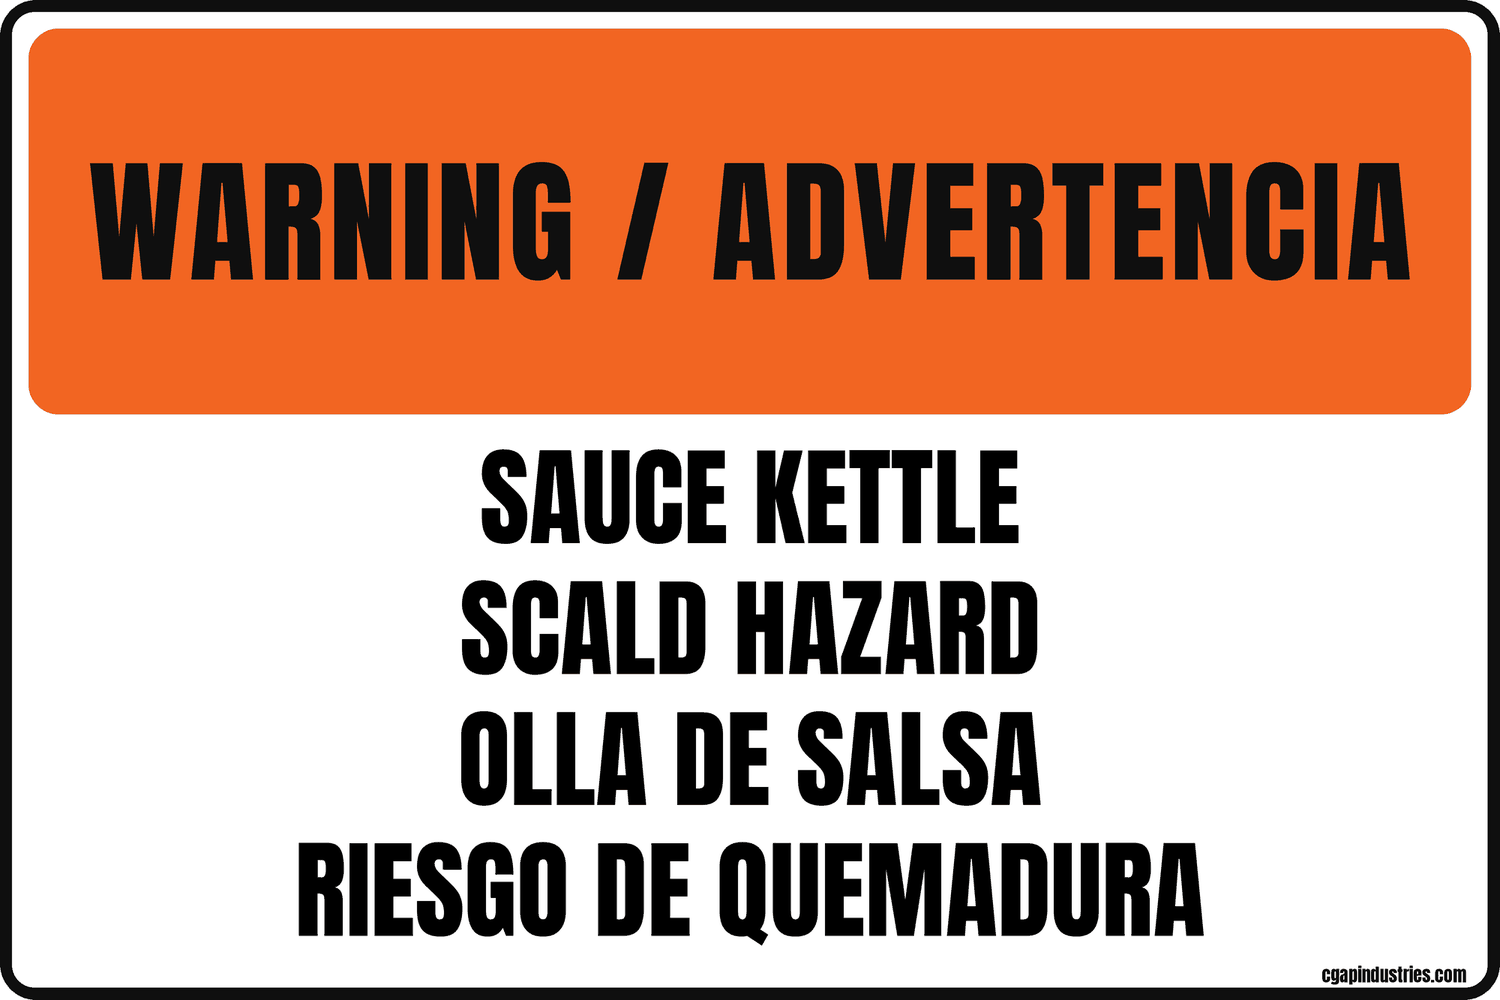 WARNING / ADVERTENCIA
SAUCE KETTLE
SCALD HAZARD
OLLA DE SALSA
RIESGO DE QUEMADURA
cgapindustries.com